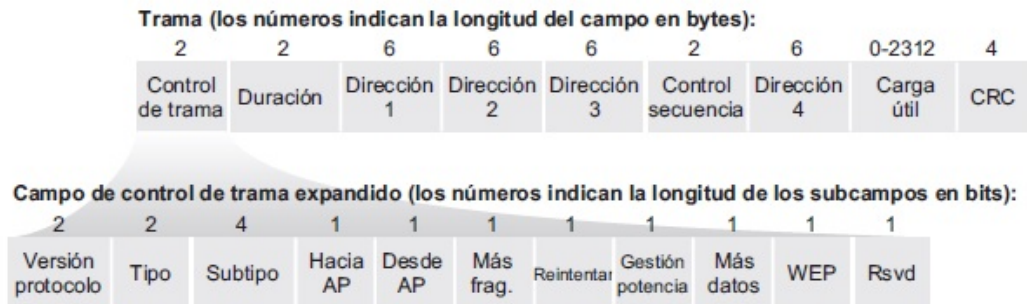 Trama (los números indican la longitud del campo en bytes):
2 2 6 6 6 2 6 0-2312 4
Control de trama Duración Dirección 1 Dirección 2 Dirección 3 Control secuencia Dirección 4 Carga útil CRC
Campo de control de trama expandido (los números indican la longitud de los subcampos en bits):
2 2 4 1 1 1 1 1 1 1 1
Versión protocolo Tipo Subtipo Hacia AP Desde AP Más frag. Reintentar Gestión potencia Más datos WEP Rsvd